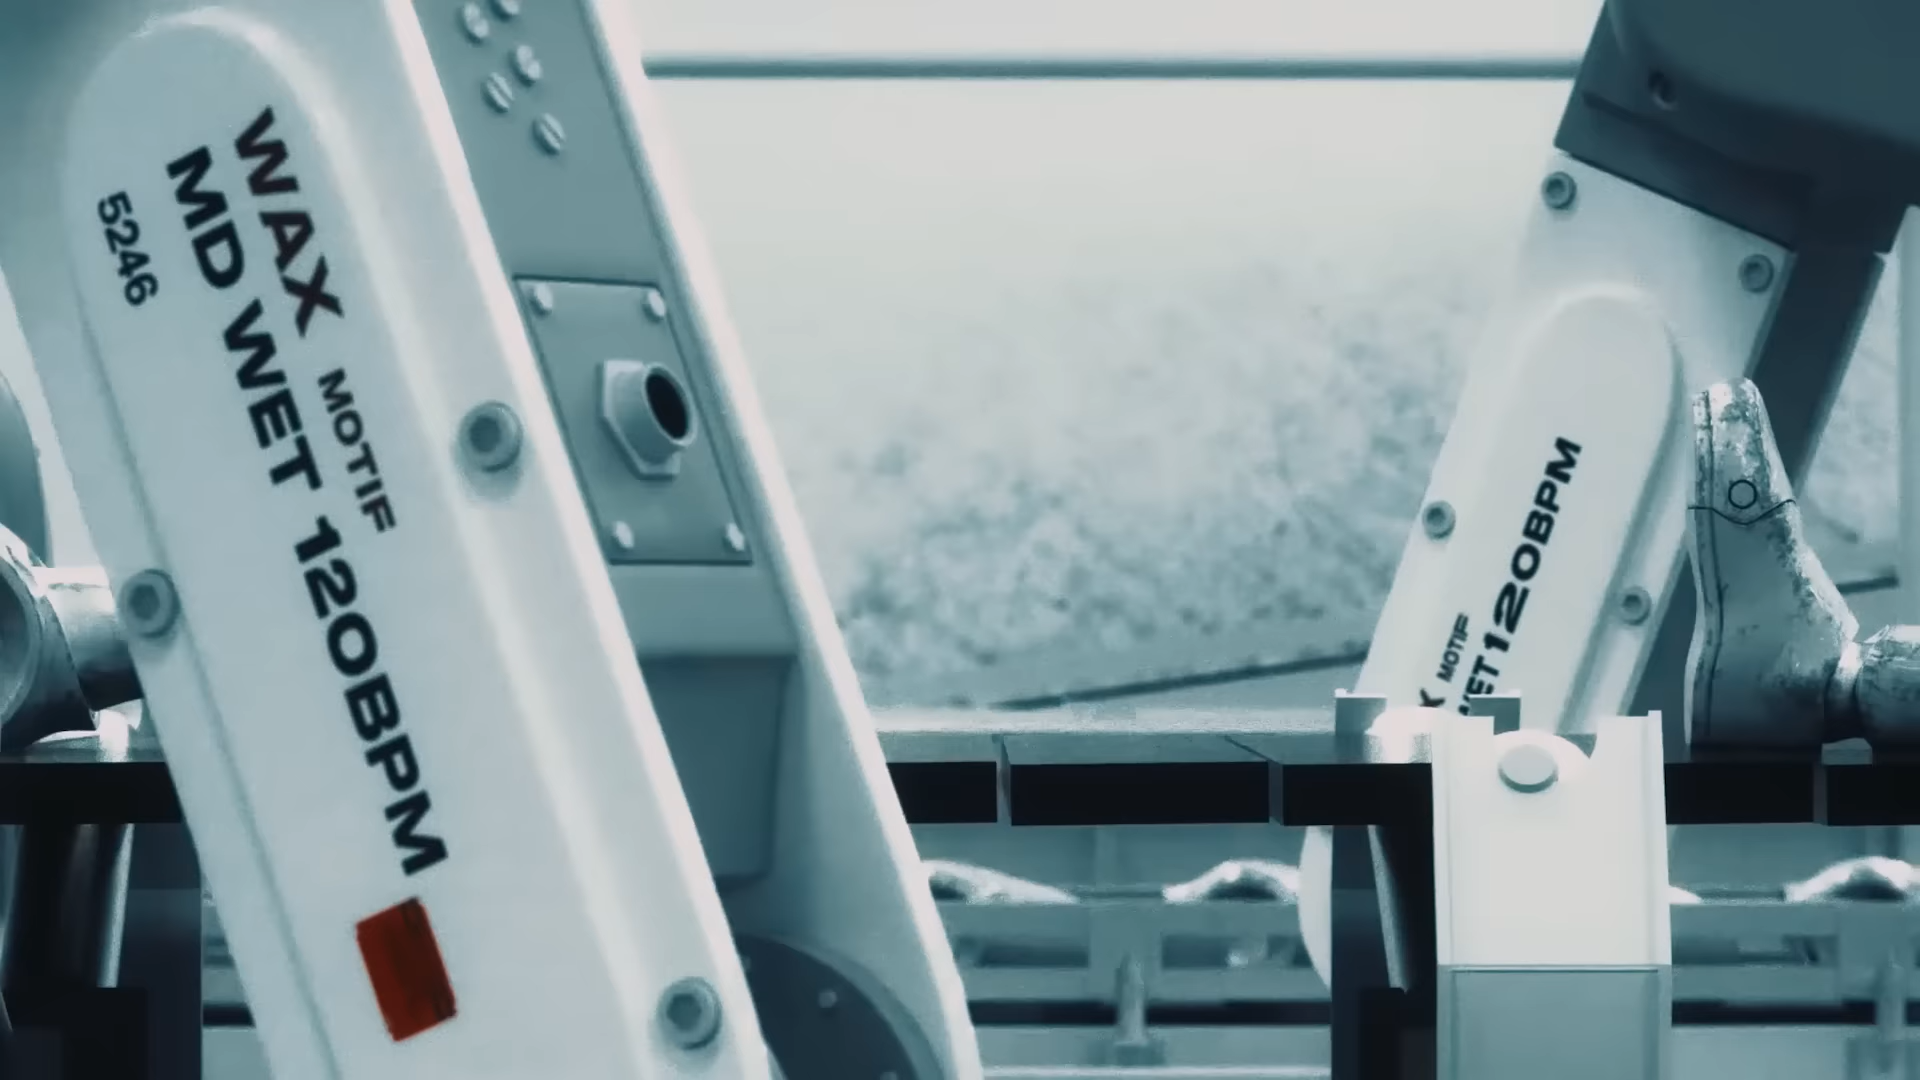 WAX MOTIF
MD WET 120BPM
5246
MOTIF
WET 120BPM